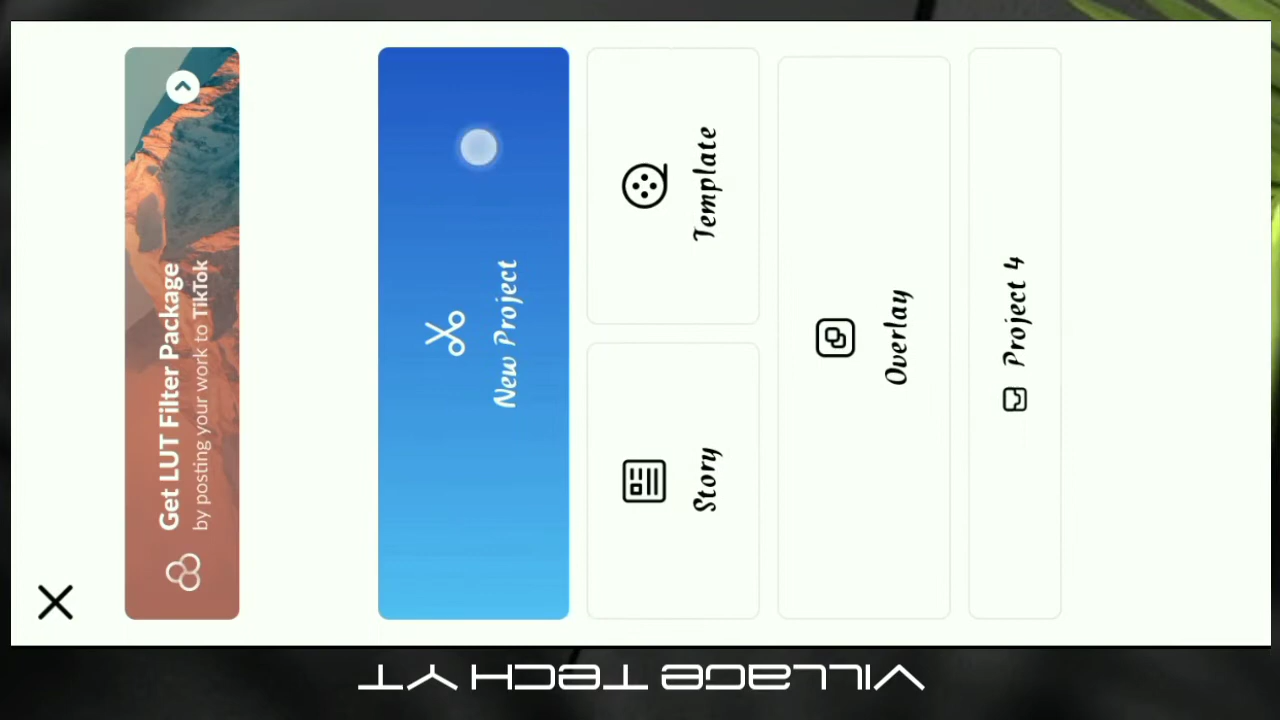 Get LUT Filter Package
by posting your work to TikTok
New Project
Story
Template
Overlay
Project 4
VILLAGE TECH YT